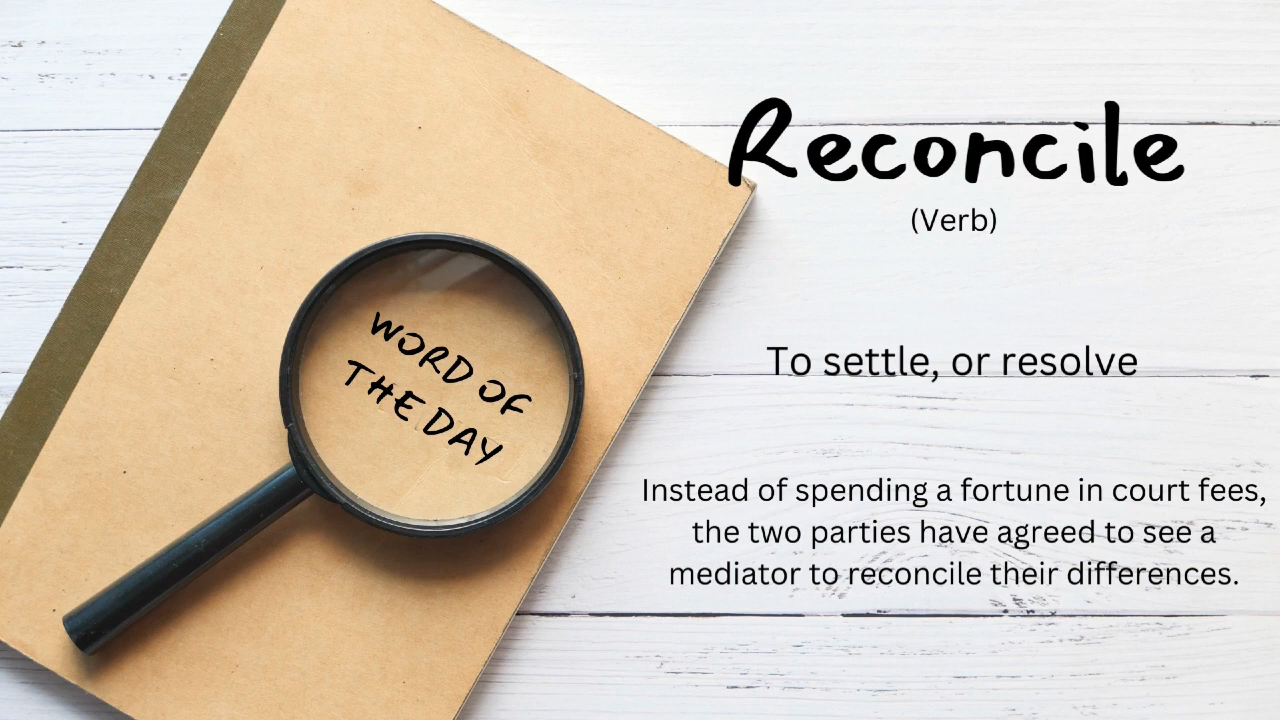 WORD OF
THE DAY
Reconcile
(Verb)
To settle, or resolve
Instead of spending a fortune in court fees,
the two parties have agreed to see a
mediator to reconcile their differences.